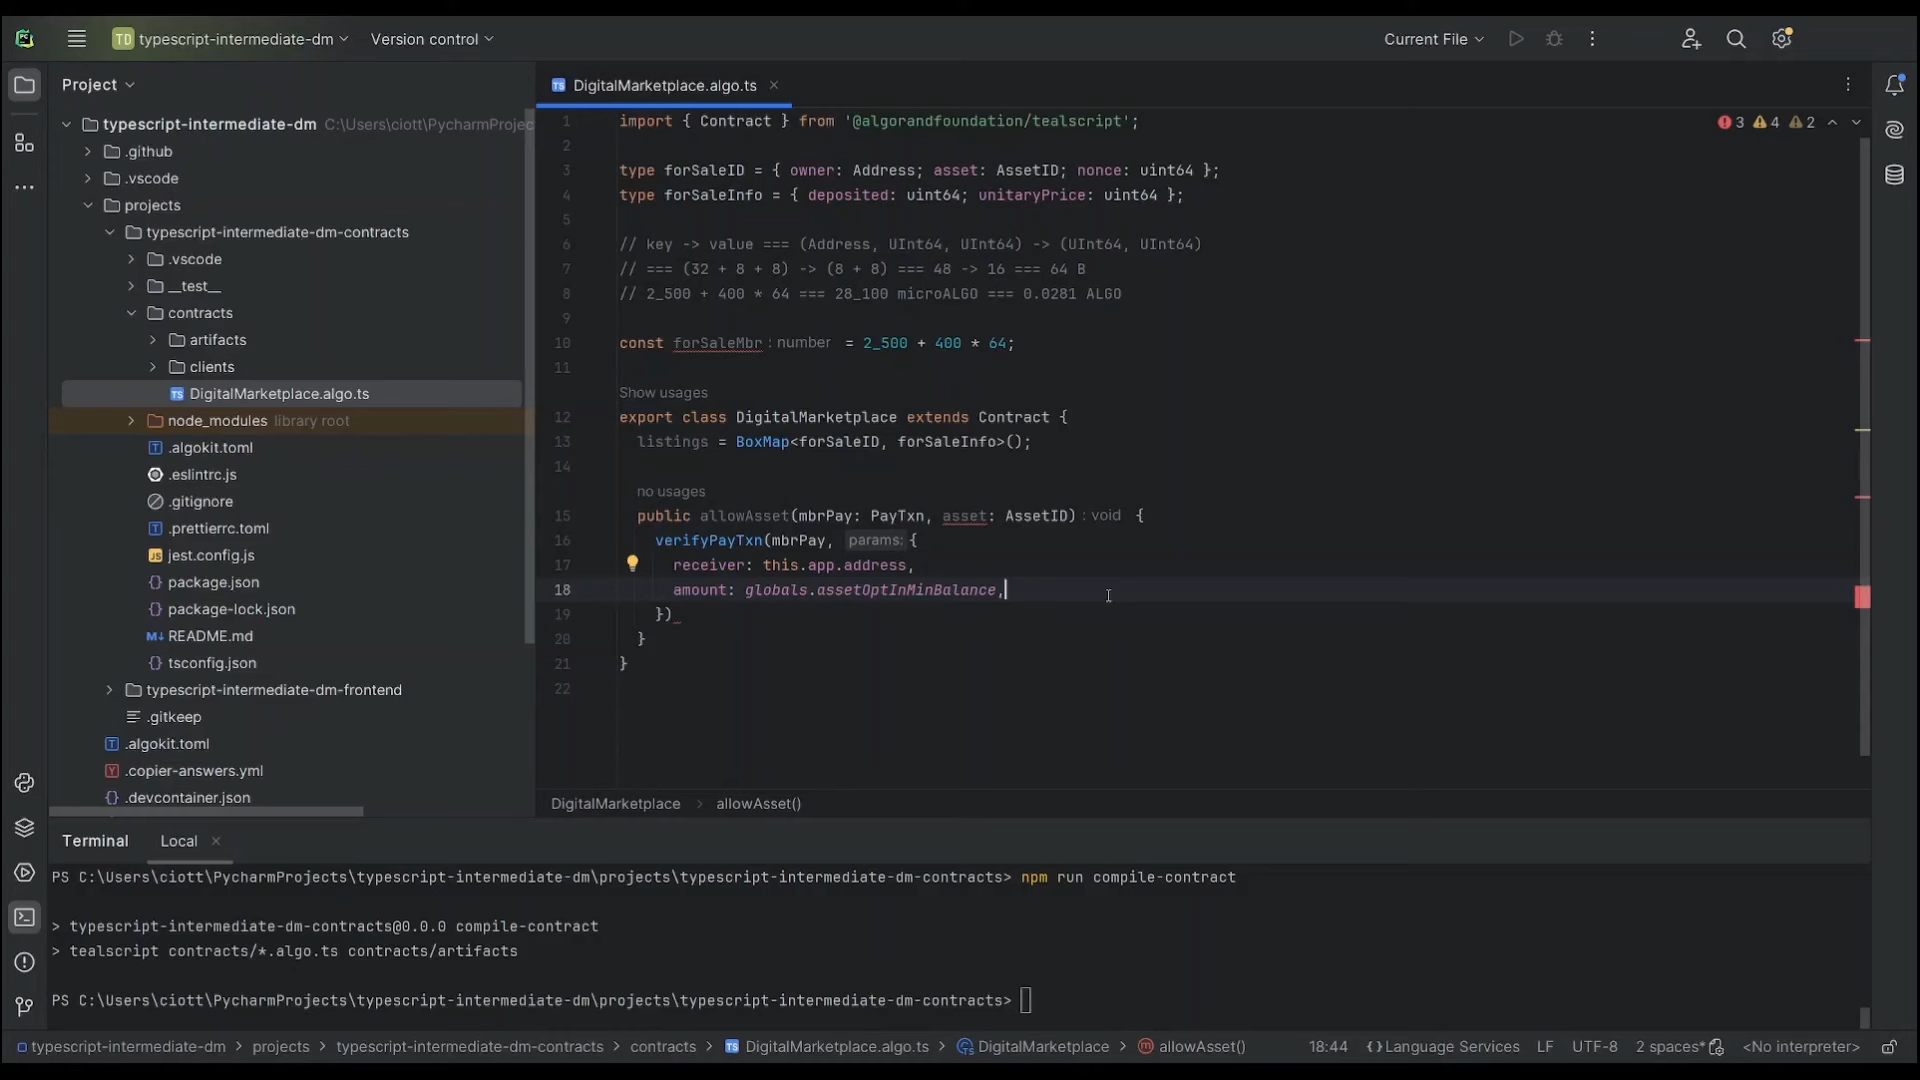 TD typescript-intermediate-dm Version control Current File
Project
DigitalMarketplace.algo.ts
typescript-intermediate-dm C:\Users\ciott\PycharmProjec
.github
.vscode
projects
typescript-intermediate-dm-contracts
.vscode
__test__
contracts
artifacts
clients
DigitalMarketplace.algo.ts
node_modules library root
.algokit.toml
.eslintrc.js
.gitignore
.prettierrc.toml
jest.config.js
package.json
package-lock.json
README.md
tsconfig.json
typescript-intermediate-dm-frontend
.gitkeep
.algokit.toml
.copier-answers.yml
.devcontainer.json
3 4 2
1 import { Contract } from '@algorandfoundation/tealscript';
2
3 type forSaleID = { owner: Address; asset: AssetID; nonce: uint64 };
4 type forSaleInfo = { deposited: uint64; unitaryPrice: uint64 };
5
6 // key -> value === (Address, UInt64, UInt64) -> (UInt64, UInt64)
7 // === (32 + 8 + 8) -> (8 + 8) === 48 -> 16 === 64 B
8 // 2_500 + 400 * 64 === 28_100 microALGO === 0.0281 ALGO
9
10 const forSaleMbr : number = 2_500 + 400 * 64;
11
Show usages
12 export class DigitalMarketplace extends Contract {
13 listings = BoxMap<forSaleID, forSaleInfo>();
14
no usages
15 public allowAsset(mbrPay: PayTxn, asset: AssetID) : void {
16 verifyPayTxn(mbrPay, params: {
17 receiver: this.app.address,
18 amount: globals.assetOptInMinBalance,
19 })
20 }
21 }
22
DigitalMarketplace > allowAsset()
Terminal Local
PS C:\Users\ciott\PycharmProjects\typescript-intermediate-dm\projects\typescript-intermediate-dm-contracts> npm run compile-contract
> typescript-intermediate-dm-contracts@0.0.0 compile-contract
> tealscript contracts/*.algo.ts contracts/artifacts
PS C:\Users\ciott\PycharmProjects\typescript-intermediate-dm\projects\typescript-intermediate-dm-contracts>
typescript-intermediate-dm > projects > typescript-intermediate-dm-contracts > contracts > DigitalMarketplace.algo.ts > DigitalMarketplace > allowAsset() 18:44 {} Language Services LF UTF-8 2 spaces* <No interpreter>